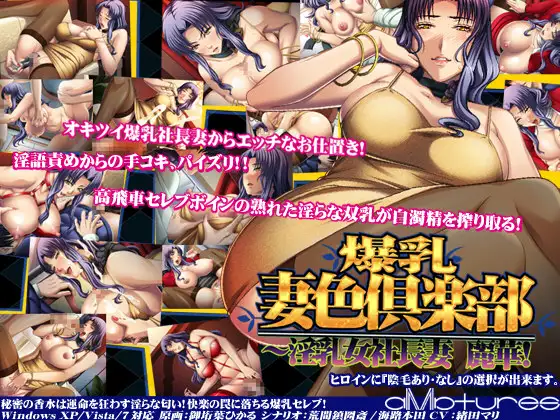 オキツイ爆乳社長妻からエッチなお仕置き!
淫語責めからの手コキ、パイズリ!!
高飛車セレブボインの熟れた淫らな双乳が白濁精を搾り取る!
爆乳
妻色倶楽部
～淫乳女社長妻 麗華!
ヒロインに『陰毛あり・なし』の選択が出来ます。
秘密の香水は運命を狂わす淫らな匂い!快楽の罠に落ちる爆乳セレブ!
Windows XP/Vista/7対応 原画:御坊葉ひかる シナリオ:荒間鎮図斎/海路本田 CV:緒田マリ